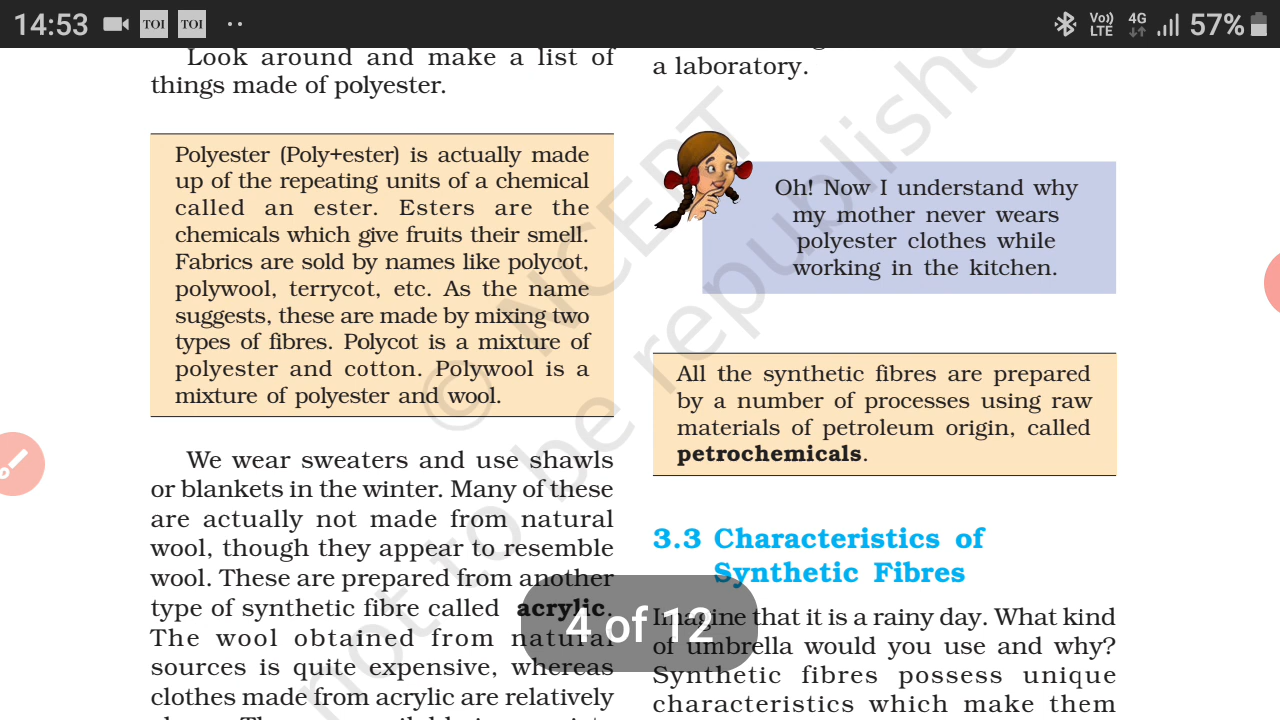 14:53 TOI TOI Vo)) LTE 4G 57%
Look around and make a list of
things made of polyester.
Polyester (Poly+ester) is actually made
up of the repeating units of a chemical
called an ester. Esters are the
chemicals which give fruits their smell.
Fabrics are sold by names like polycot,
polywool, terrycot, etc. As the name
suggests, these are made by mixing two
types of fibres. Polycot is a mixture of
polyester and cotton. Polywool is a
mixture of polyester and wool.
We wear sweaters and use shawls
or blankets in the winter. Many of these
are actually not made from natural
wool, though they appear to resemble
wool. These are prepared from another
type of synthetic fibre called acrylic.
The wool obtained from natural
sources is quite expensive, whereas
clothes made from acrylic are relatively
a laboratory.
Oh! Now I understand why
my mother never wears
polyester clothes while
working in the kitchen.
All the synthetic fibres are prepared
by a number of processes using raw
materials of petroleum origin, called
petrochemicals.
3.3 Characteristics of
Synthetic Fibres
Imagine that it is a rainy day. What kind
of umbrella would you use and why?
Synthetic fibres possess unique
characteristics which make them
4 of 12
© NCERT
not to be republishe